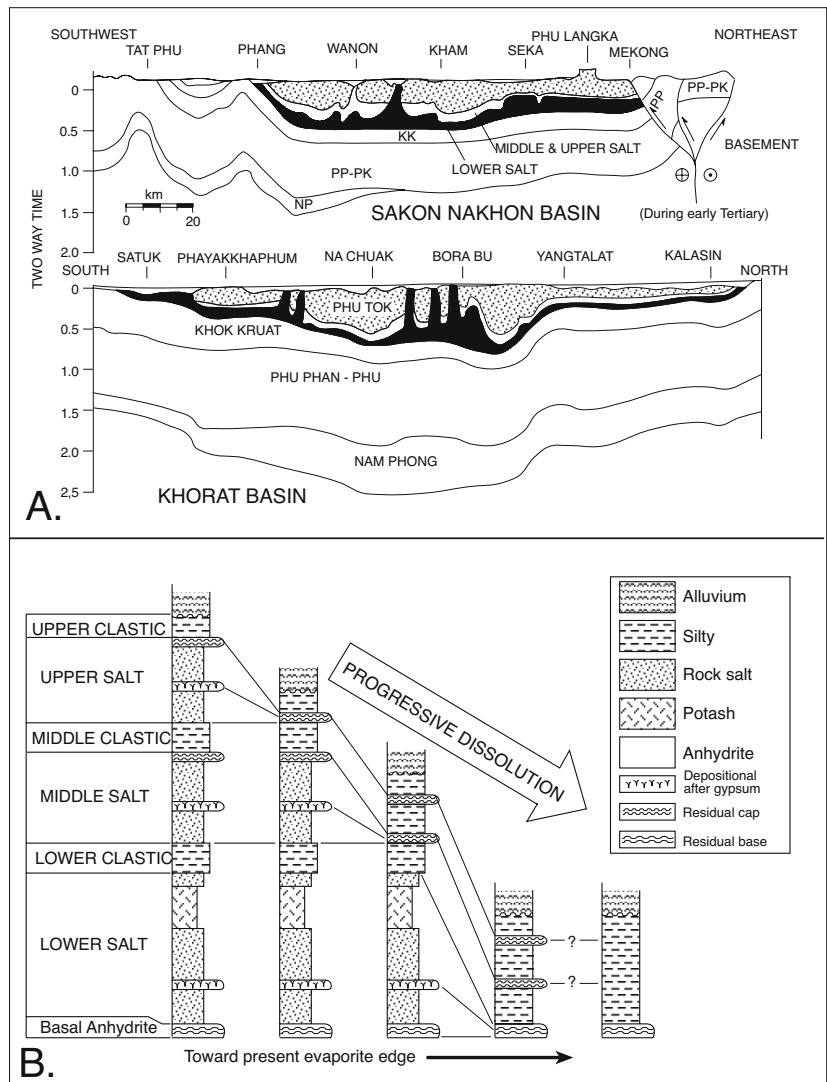 SOUTHWEST
NORTHEAST
TAT PHU
PHANG
WANON
KHAM
SEKA
PHU LANGKA
MEKONG
0
0.5
1.0
1.5
2.0
TWO WAY TIME
KK
PP-PK
NP
MIDDLE & UPPER SALT
LOWER SALT
PP
PP-PK
BASEMENT
km
0 20
SAKON NAKHON BASIN
(During early Tertiary)
SOUTH
SATUK
PHAYAKKHAPHUM
NA CHUAK
BORA BU
YANGTALAT
KALASIN
NORTH
0
0.5
1.0
1.5
2.0
2,5
PHU TOK
KHOK KRUAT
PHU PHAN - PHU
NAM PHONG
KHORAT BASIN
A.
UPPER CLASTIC
UPPER SALT
MIDDLE CLASTIC
MIDDLE SALT
LOWER CLASTIC
LOWER SALT
Basal Anhydrite
PROGRESSIVE DISSOLUTION
?
?
Alluvium
Silty
Rock salt
Potash
Anhydrite
Depositional
after gypsum
Residual cap
Residual base
Toward present evaporite edge
B.